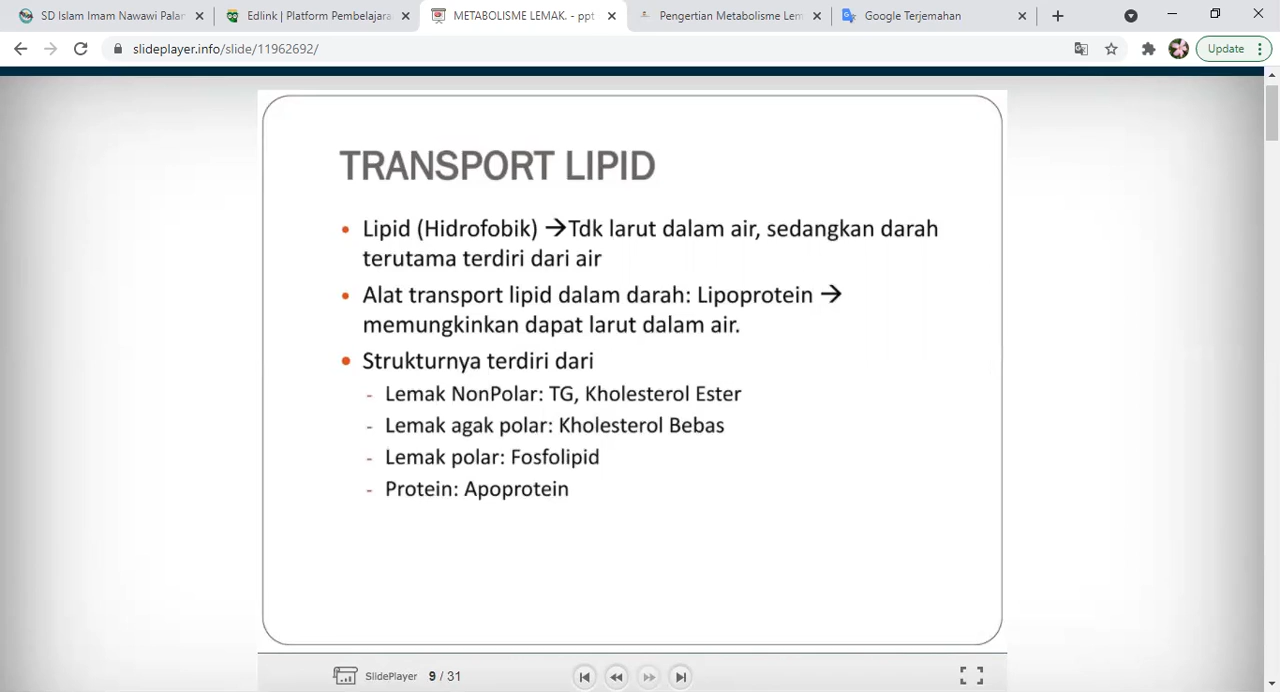 SD Islam Imam Nawawi Palar
Edlink | Platform Pembelajara
METABOLISME LEMAK. - ppt
Pengertian Metabolisme Lem
Google Terjemahan
slideplayer.info/slide/11962692/
Update
TRANSPORT LIPID
• Lipid (Hidrofobik) →Tdk larut dalam air, sedangkan darah
terutama terdiri dari air
• Alat transport lipid dalam darah: Lipoprotein →
memungkinkan dapat larut dalam air.
• Strukturnya terdiri dari
- Lemak NonPolar: TG, Kholesterol Ester
- Lemak agak polar: Kholesterol Bebas
- Lemak polar: Fosfolipid
- Protein: Apoprotein
SlidePlayer 9 / 31